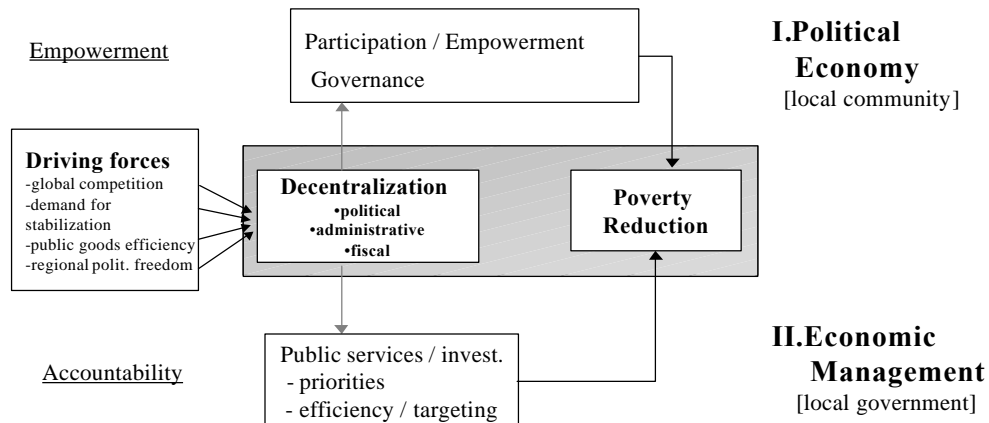 Empowerment
Participation / Empowerment
Governance
I.Political
Economy
[local community]
Driving forces
-global competition
-demand for
stabilization
-public goods efficiency
-regional polit. freedom
Decentralization
•political
•administrative
•fiscal
Poverty
Reduction
Accountability
Public services / invest.
- priorities
- efficiency / targeting
II.Economic
Management
[local government]